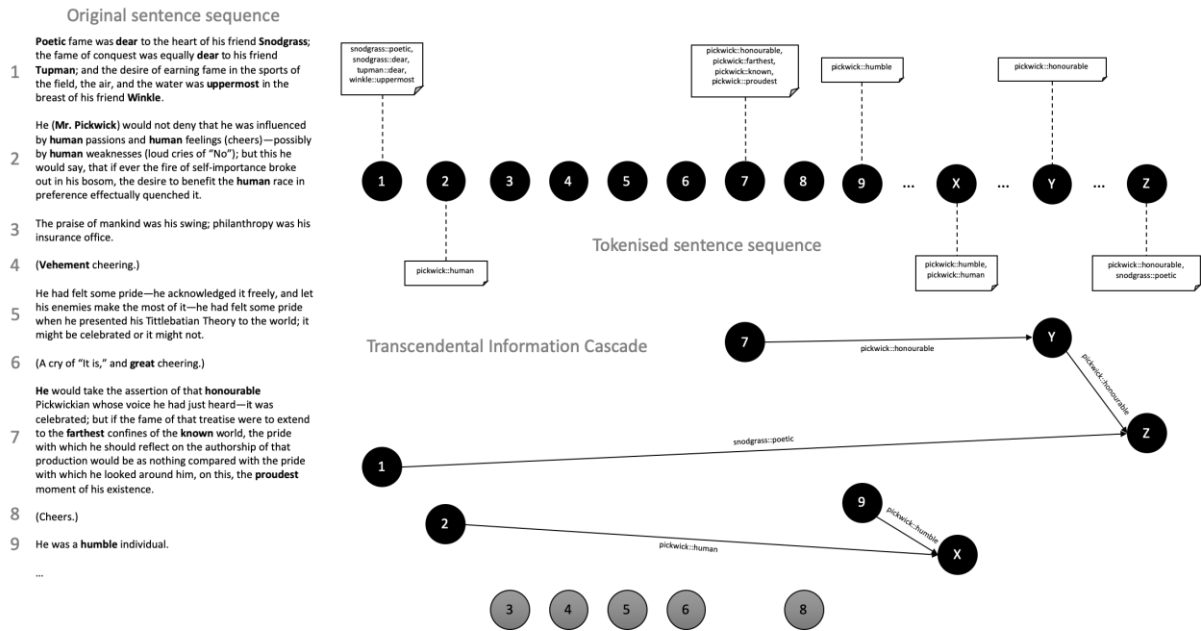 Original sentence sequence
1
Poetic fame was dear to the heart of his friend Snodgrass;
the fame of conquest was equally dear to his friend
Tupman; and the desire of earning fame in the sports of
the field, the air, and the water was uppermost in the
breast of his friend Winkle.
2
He (Mr. Pickwick) would not deny that he was influenced
by human passions and human feelings (cheers)—possibly
by human weaknesses (loud cries of “No”); but this he
would say, that if ever the fire of self-importance broke
out in his bosom, the desire to benefit the human race in
preference effectually quenched it.
3
The praise of mankind was his swing; philanthropy was his
insurance office.
4
(Vehement cheering.)
5
He had felt some pride—he acknowledged it freely, and let
his enemies make the most of it—he had felt some pride
when he presented his Tittlebatian Theory to the world; it
might be celebrated or it might not.
6
(A cry of “It is,” and great cheering.)
7
He would take the assertion of that honourable
Pickwickian whose voice he had just heard—it was
celebrated; but if the fame of that treatise were to extend
to the farthest confines of the known world, the pride
with which he should reflect on the authorship of that
production would be as nothing compared with the pride
with which he looked around him, on this, the proudest
moment of his existence.
8
(Cheers.)
9
He was a humble individual.
...
snodgrass::poetic,
snodgrass::dear,
tupman::dear,
winkle::uppermost
pickwick::honourable,
pickwick::farthest,
pickwick::known,
pickwick::proudest
pickwick::humble
pickwick::honourable
1 2 3 4 5 6 7 8 9 ... X ... Y ... Z
Tokenised sentence sequence
pickwick::human
pickwick::humble,
pickwick::human
pickwick::honourable,
snodgrass::poetic
Transcendental Information Cascade
7
pickwick::honourable
Y
pickwick::honourable
Z
1
snodgrass::poetic
2
pickwick::human
9
pickwick::humble
X
3 4 5 6 8